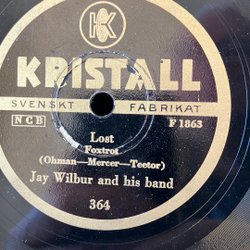 K
KRISTALL
SVENSKT FABRIKAT
NCB F 1863
Lost
Foxtrot
(Ohman—Mercer—Teetor)
Jay Wilbur and his band
364